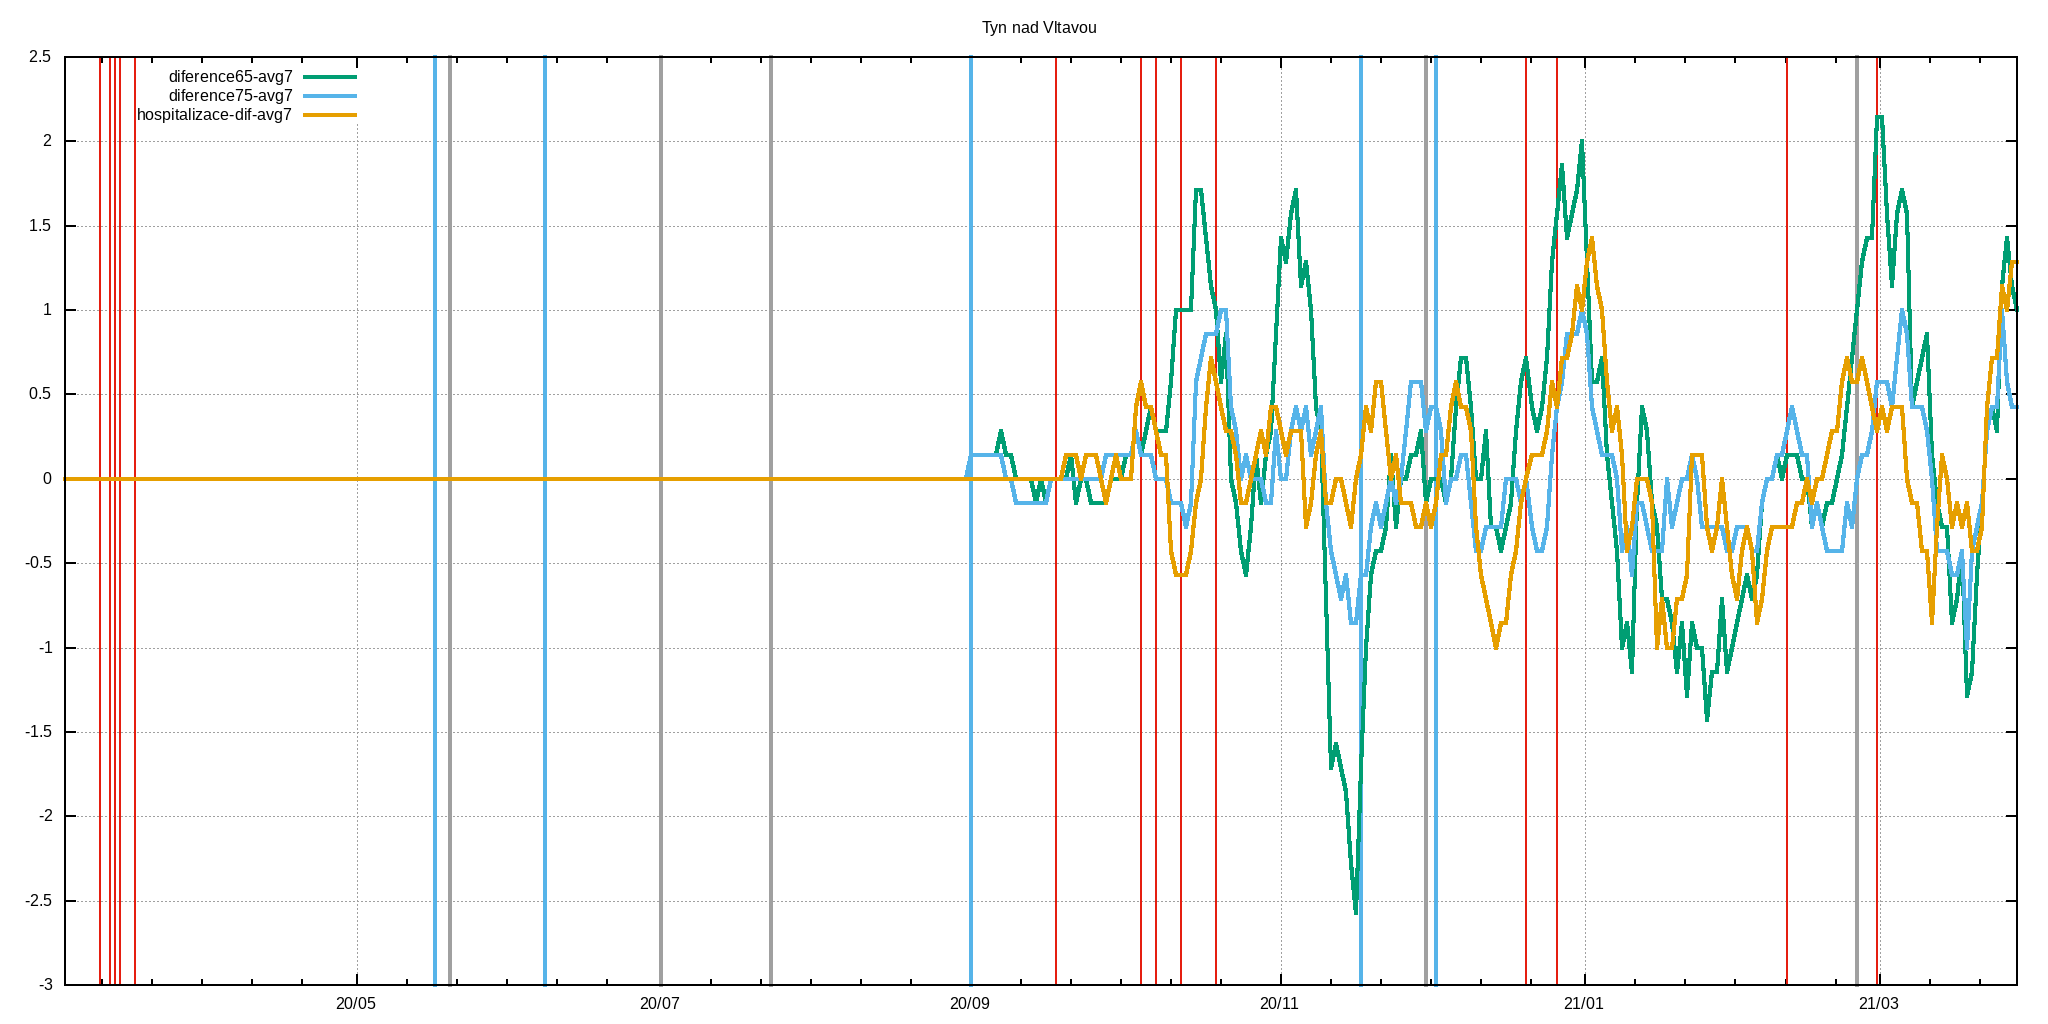 Tyn nad Vltavou
diference65-avg7
diference75-avg7
hospitalizace-dif-avg7
2.5
2
1.5
1
0.5
0
-0.5
-1
-1.5
-2
-2.5
-3
20/05 20/07 20/09 20/11 21/01 21/03